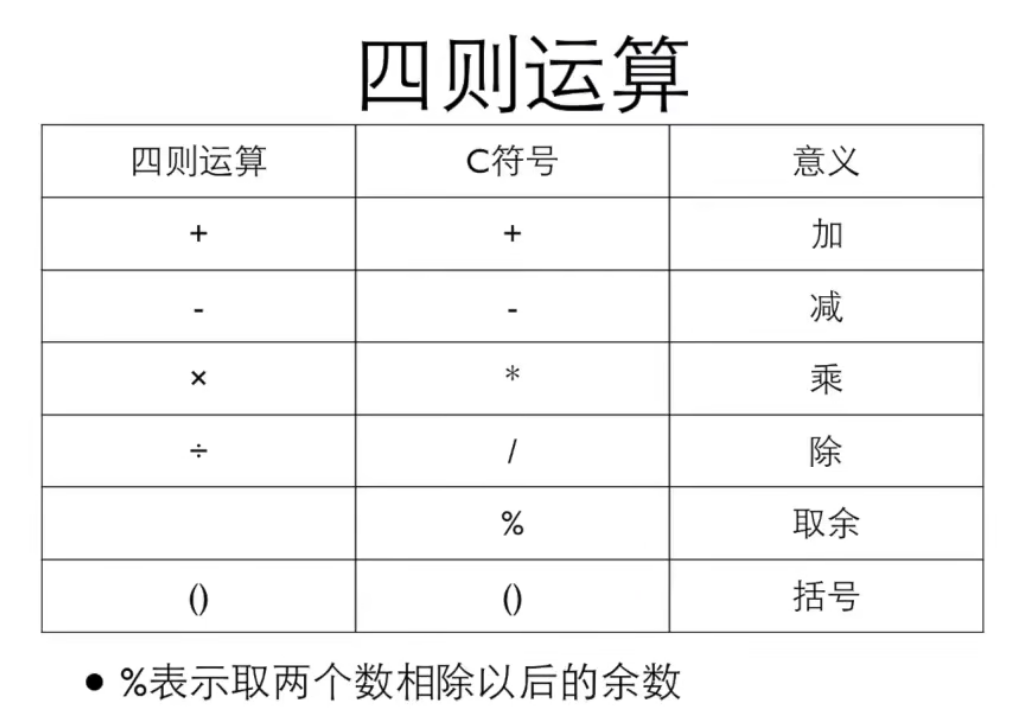 四则运算
四则运算 C符号 意义
+ + 加
- - 减
× * 乘
÷ / 除
% 取余
() () 括号
• %表示取两个数相除以后的余数